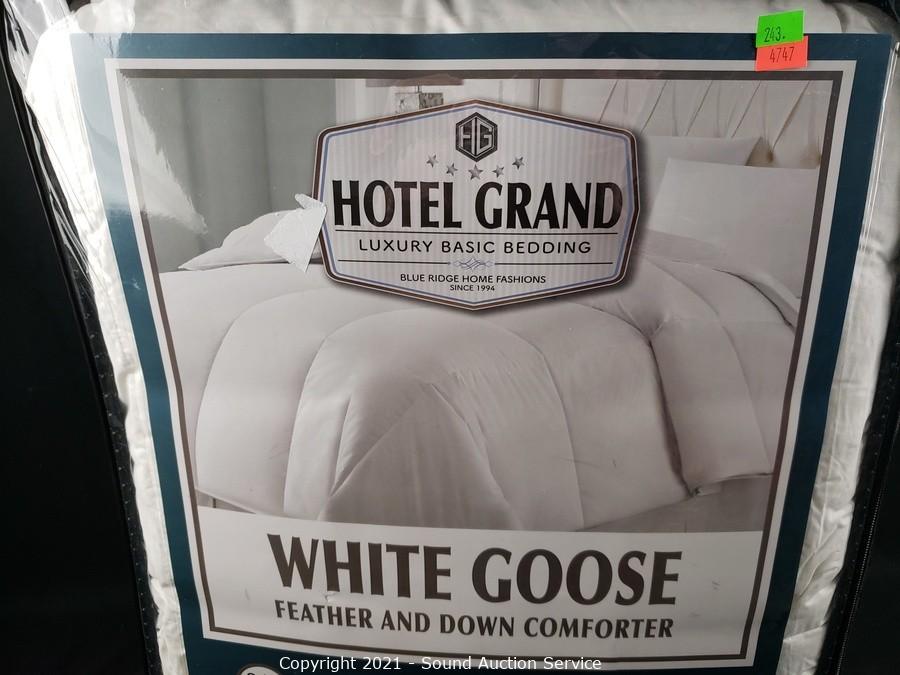 243.
4747
HG
HOTEL GRAND
LUXURY BASIC BEDDING
BLUE RIDGE HOME FASHIONS
SINCE 1994
WHITE GOOSE
FEATHER AND DOWN COMFORTER
Copyright 2021 - Sound Auction Service